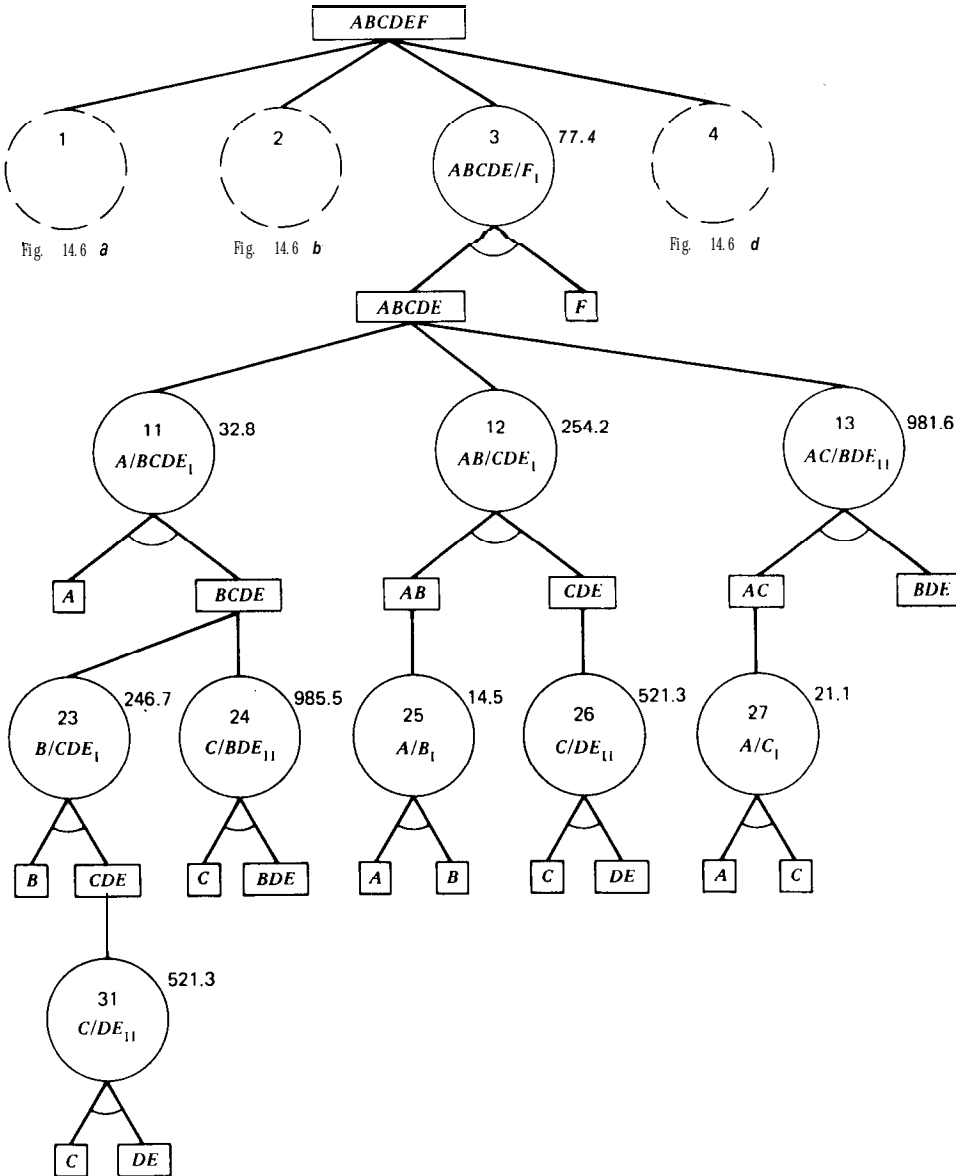 ABCDEF
1
2
3
77.4
4
ABCDE/F₁
Fig. 14.6 a
Fig. 14.6 b
Fig. 14.6 d
ABCDE
F
11
32.8
12
254.2
13
981.6
A/BCDE₁
AB/CDE₁
AC/BDE₁₁
A
BCDE
AB
CDE
AC
BDE
23
246.7
24
985.5
25
14.5
26
521.3
27
21.1
B/CDE₁
C/BDE₁₁
A/B₁
C/DE₁₁
A/C₁
B
CDE
C
BDE
A
B
C
DE
A
C
31
521.3
C/DE₁₁
C
DE